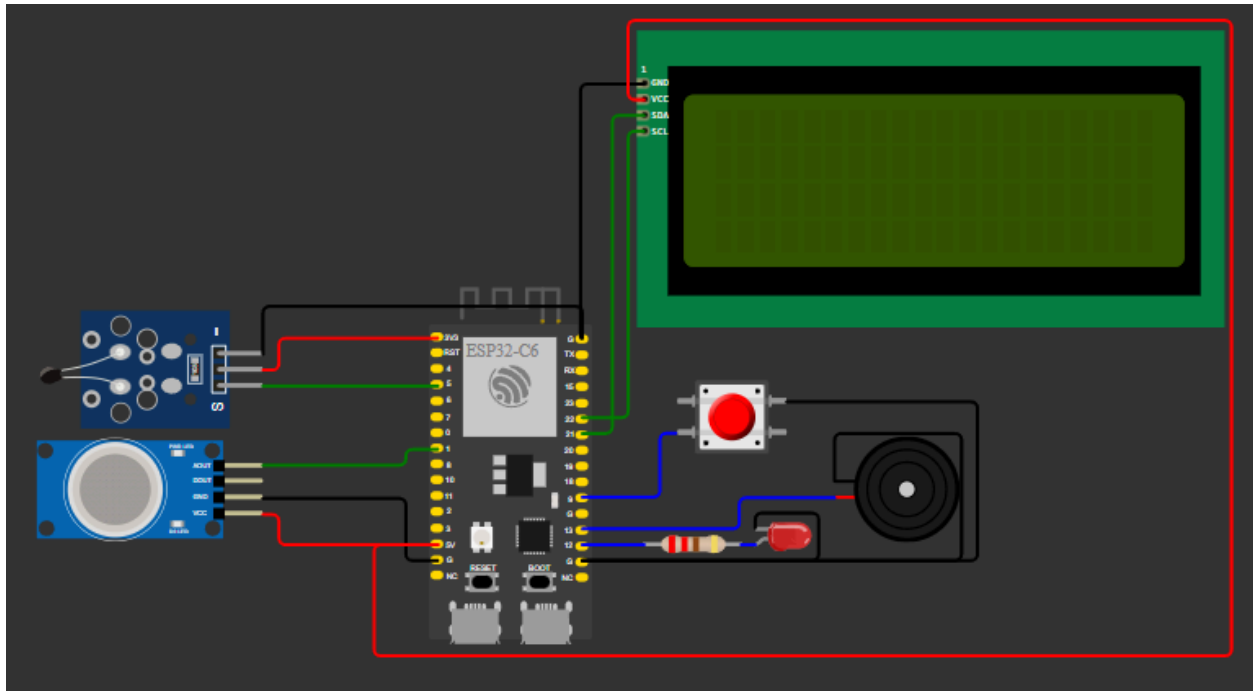 1
GND
VCC
SDA
SCL
ESP32-C6
3V3
RST
4
5
6
7
0
1
8
10
11
2
3
5V
G
NC
G
TX
RX
15
23
22
21
20
19
18
9
G
13
12
G
NC
RESET
BOOT
S
PWR LED
AOUT
DOUT
GND
VCC